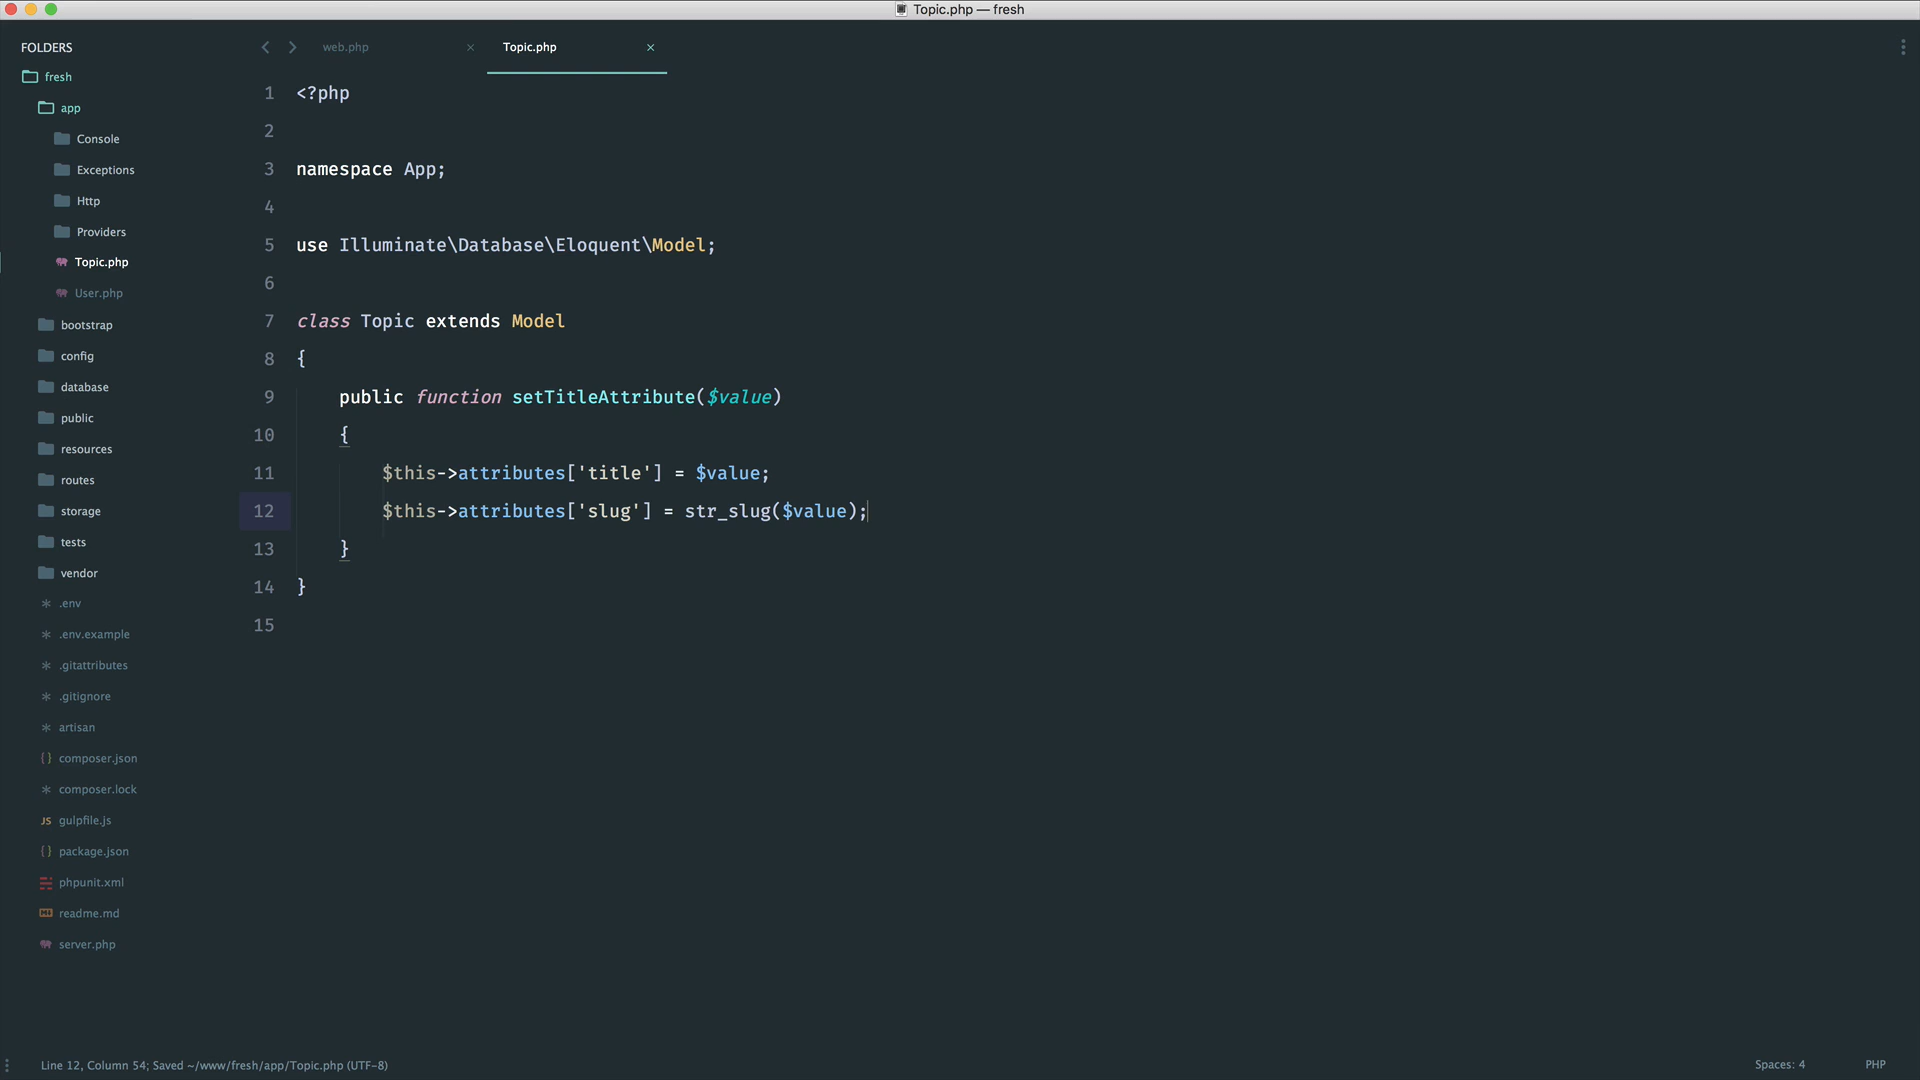 Topic.php — fresh
FOLDERS
fresh
app
Console
Exceptions
Http
Providers
Topic.php
User.php
bootstrap
config
database
public
resources
routes
storage
tests
vendor
.env
.env.example
.gitattributes
.gitignore
artisan
{ } composer.json
composer.lock
JS gulpfile.js
{ } package.json
phpunit.xml
readme.md
server.php
web.php
Topic.php
1 <?php
2
3 namespace App;
4
5 use Illuminate\Database\Eloquent\Model;
6
7 class Topic extends Model
8 {
9 public function setTitleAttribute($value)
10 {
11 $this->attributes['title'] = $value;
12 $this->attributes['slug'] = str_slug($value);
13 }
14 }
15
Line 12, Column 54; Saved ~/www/fresh/app/Topic.php (UTF-8)
Spaces: 4
PHP